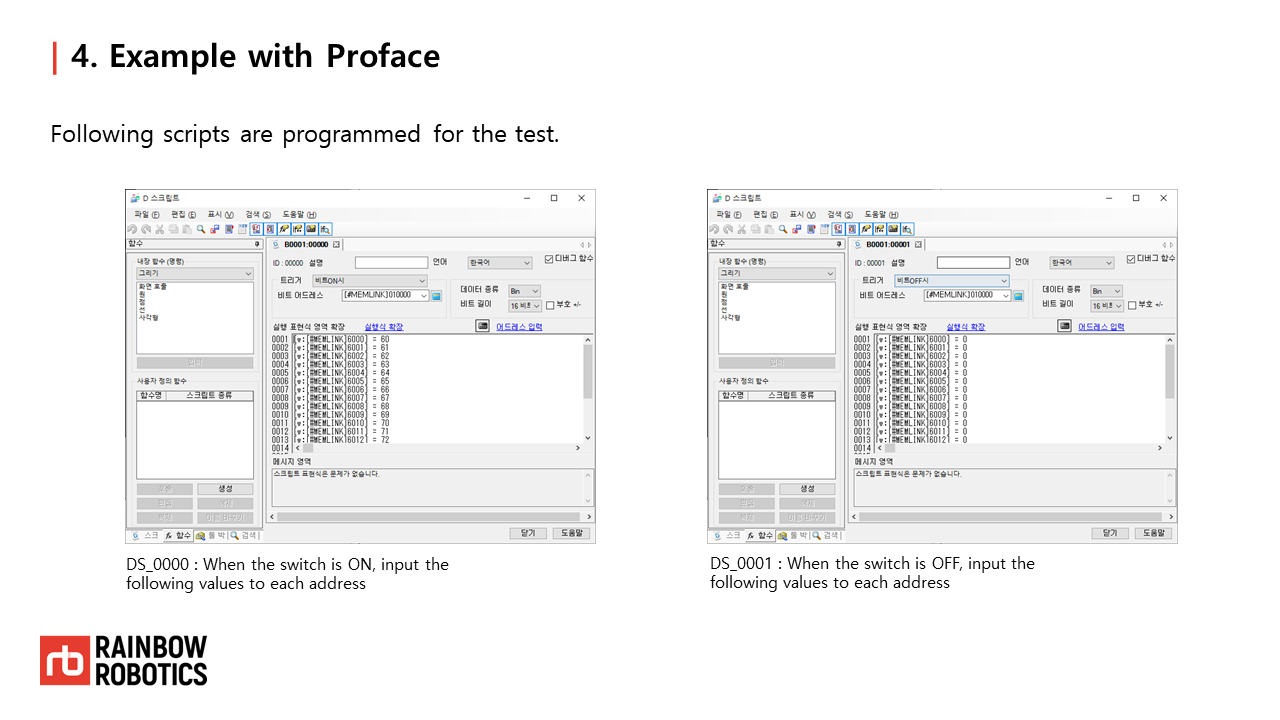 4. Example with Proface
Following scripts are programmed for the test.
D 스크립트
파일 (F) 편집 (E) 표시 (V) 검색 (S) 도움말 (H)
함수
B0001:00000
내장 함수 (명령)
ID : 00000 설명 언어 한국어 디버그 함수
그리기
트리거 비트ON시
화면 호출
원
점
선
사각형
비트 어드레스 [#MEMLINK]010000
데이터 종류 Bin
비트 길이 16 비트 부호 +/-
실행 표현식 영역 확장 실행식 확장 어드레스 입력
0001 [w:[#MEMLINK]6000] = 60
0002 [w:[#MEMLINK]6001] = 61
0003 [w:[#MEMLINK]6002] = 62
0004 [w:[#MEMLINK]6003] = 63
0005 [w:[#MEMLINK]6004] = 64
0006 [w:[#MEMLINK]6005] = 65
0007 [w:[#MEMLINK]6006] = 66
0008 [w:[#MEMLINK]6007] = 67
0009 [w:[#MEMLINK]6008] = 68
0010 [w:[#MEMLINK]6009] = 69
0011 [w:[#MEMLINK]6010] = 70
0012 [w:[#MEMLINK]6011] = 71
0013 [w:[#MEMLINK]6012] = 72
0014
사용자 정의 함수
함수명 스크립트 종류
메시지 영역
스크립트 표현식은 문제가 없습니다.
생성
스크 함수 툴 박 검색
닫기 도움말
DS_0000 : When the switch is ON, input the
following values to each address
D 스크립트
파일 (F) 편집 (E) 표시 (V) 검색 (S) 도움말 (H)
함수
B0001:00001
내장 함수 (명령)
ID : 00001 설명 언어 한국어 디버그 함수
그리기
트리거 비트OFF시
화면 호출
원
점
선
사각형
비트 어드레스 [#MEMLINK]010000
데이터 종류 Bin
비트 길이 16 비트 부호 +/-
실행 표현식 영역 확장 실행식 확장 어드레스 입력
0001 [w:[#MEMLINK]6000] = 0
0002 [w:[#MEMLINK]6001] = 0
0003 [w:[#MEMLINK]6002] = 0
0004 [w:[#MEMLINK]6003] = 0
0005 [w:[#MEMLINK]6004] = 0
0006 [w:[#MEMLINK]6005] = 0
0007 [w:[#MEMLINK]6006] = 0
0008 [w:[#MEMLINK]6007] = 0
0009 [w:[#MEMLINK]6008] = 0
0010 [w:[#MEMLINK]6009] = 0
0011 [w:[#MEMLINK]6010] = 0
0012 [w:[#MEMLINK]6011] = 0
0013 [w:[#MEMLINK]6012] = 0
0014
사용자 정의 함수
함수명 스크립트 종류
메시지 영역
스크립트 표현식은 문제가 없습니다.
생성
스크 함수 툴 박 검색
닫기 도움말
DS_0001 : When the switch is OFF, input the
following values to each address
rb RAINBOW
ROBOTICS